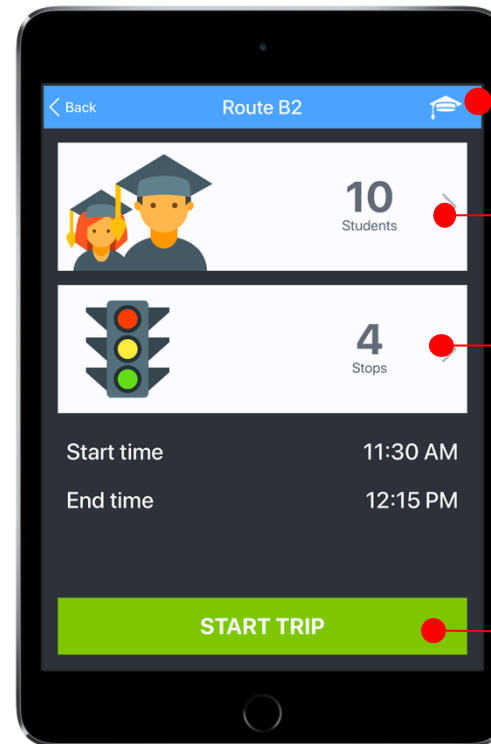 Back
Route B2
10
Students
4
Stops
Start time 11:30 AM
End time 12:15 PM
START TRIP